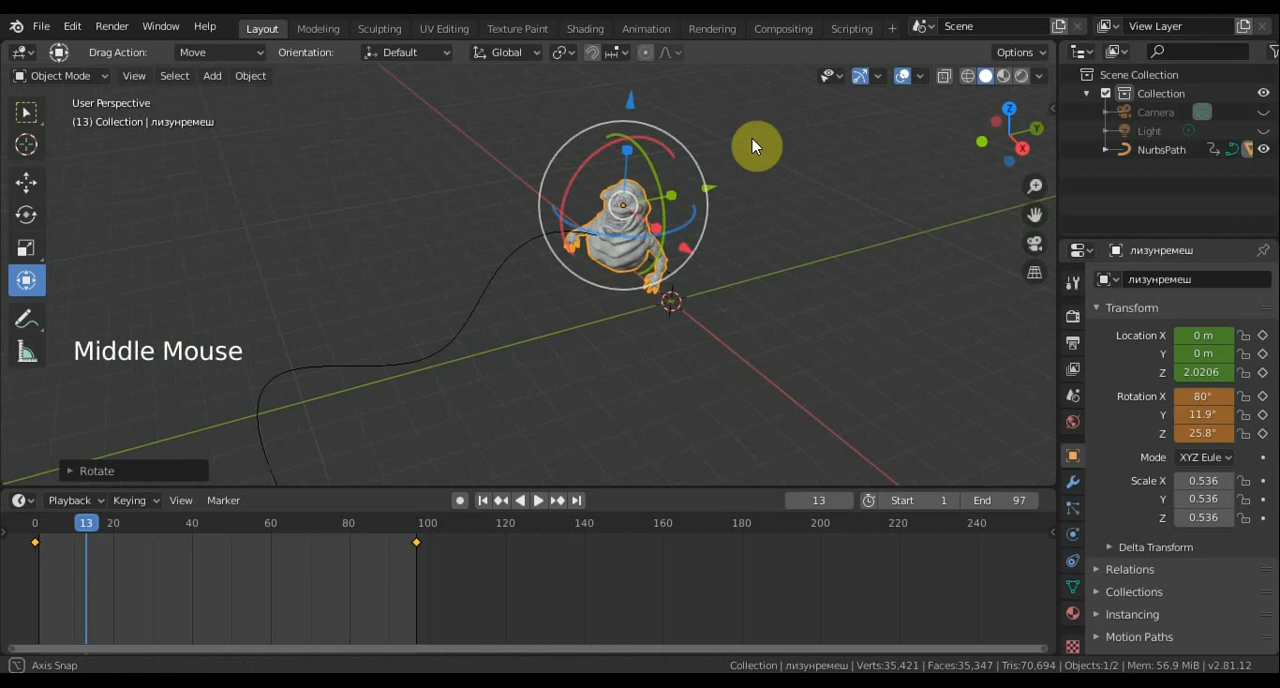 File Edit Render Window Help Layout Modeling Sculpting UV Editing Texture Paint Shading Animation Rendering Compositing Scripting + Scene View Layer
Drag Action: Move Orientation: Default Global Options
Object Mode View Select Add Object
User Perspective
(13) Collection | лизунремеш
Z
Y
X
Middle Mouse
Rotate
Scene Collection
Collection
Camera
Light
NurbsPath
лизунремеш
лизунремеш
Transform
Location X 0 m
Y 0 m
Z 2.0206
Rotation X 80°
Y 11.9°
Z 25.8°
Mode XYZ Eule
Scale X 0.536
Y 0.536
Z 0.536
Delta Transform
Relations
Collections
Instancing
Motion Paths
Playback Keying View Marker 13 Start 1 End 97
0 13 20 40 60 80 100 120 140 160 180 200 220 240
Axis Snap Collection | лизунремеш | Verts:35,421 | Faces:35,347 | Tris:70,694 | Objects:1/2 | Mem: 56.9 MiB | v2.81.12